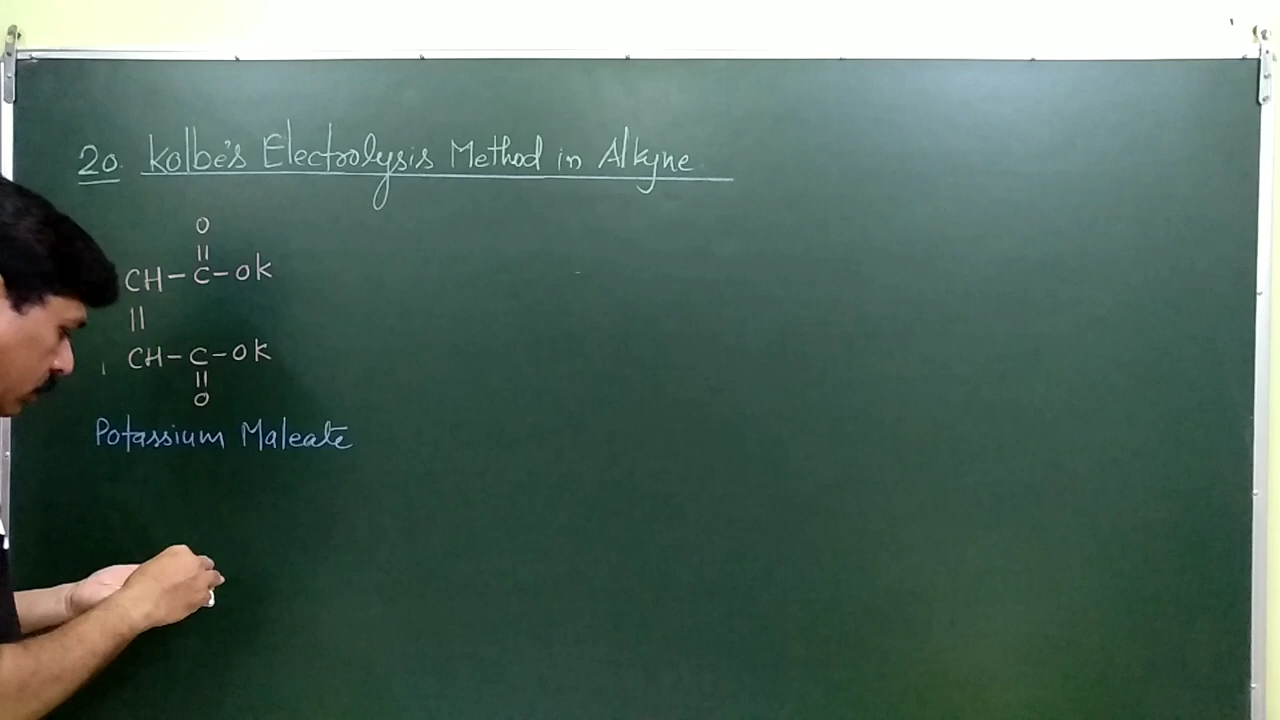 20. Kolbe's Electrolysis Method in Alkyne
O
||
CH-C-OK
||
CH-C-OK
||
O
Potassium Maleate